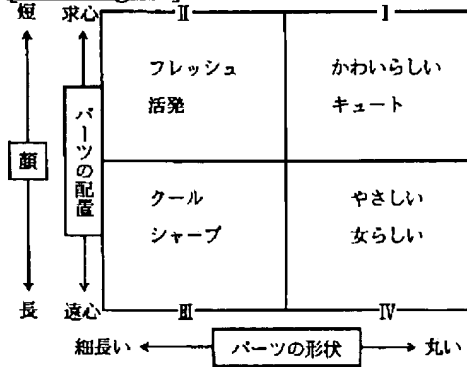 短
求心
Ⅱ
Ⅰ
フレッシュ
活発
かわいらしい
キュート
顔
パーツの配置
クール
シャープ
やさしい
女らしい
長
遠心
Ⅲ
Ⅳ
細長い
パーツの形状
丸い